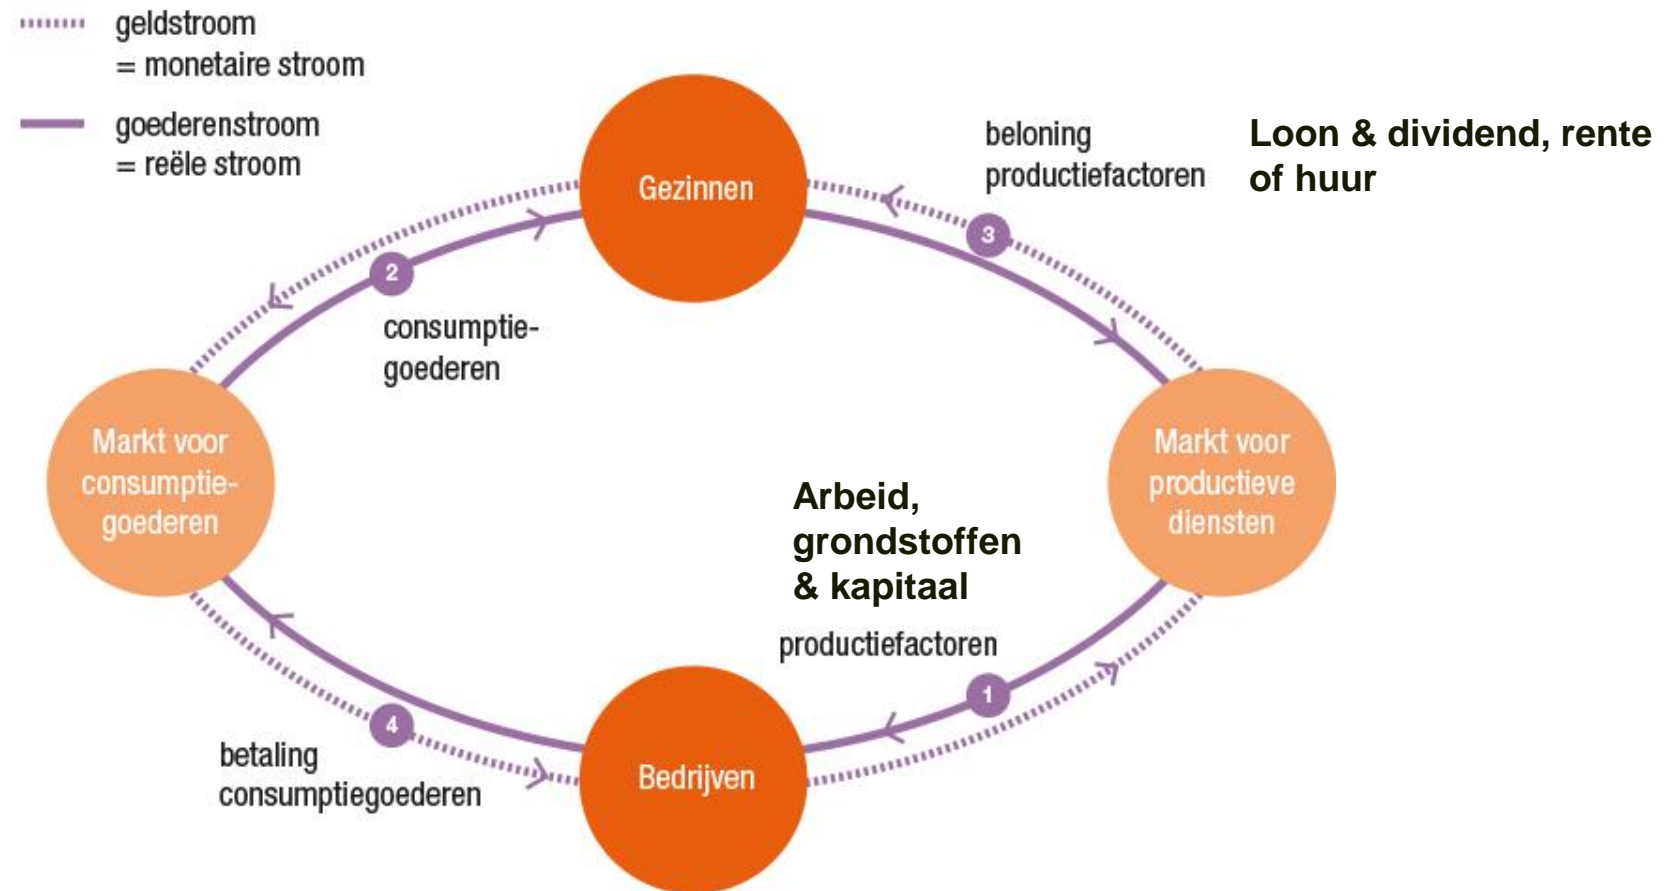 geldstroom
= monetaire stroom
goederenstroom
= reële stroom
Gezinnen
beloning
productiefactoren
Loon & dividend, rente
of huur
3
2
consumptie-
goederen
Markt voor
consumptie-
goederen
Markt voor
productieve
diensten
Arbeid,
grondstoffen
& kapitaal
productiefactoren
1
4
betaling
consumptiegoederen
Bedrijven